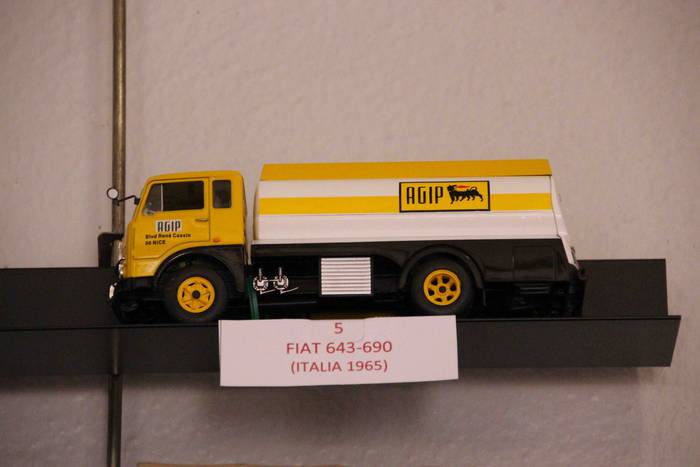 AGIP
AGIP
Blvd René Cassin
06 NICE
5
FIAT 643-690
(ITALIA 1965)